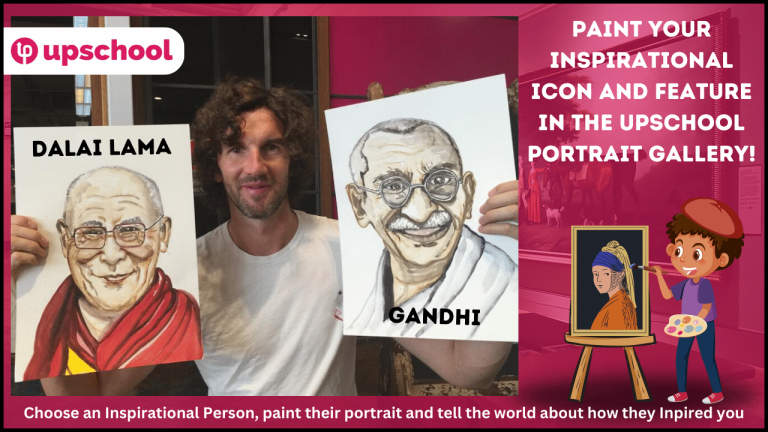 upschool
PAINT YOUR
INSPIRATIONAL
ICON AND FEATURE
IN THE UPSCHOOL
PORTRAIT GALLERY!
DALAI LAMA
GANDHI
Choose an Inspirational Person, paint their portrait and tell the world about how they Inpired you